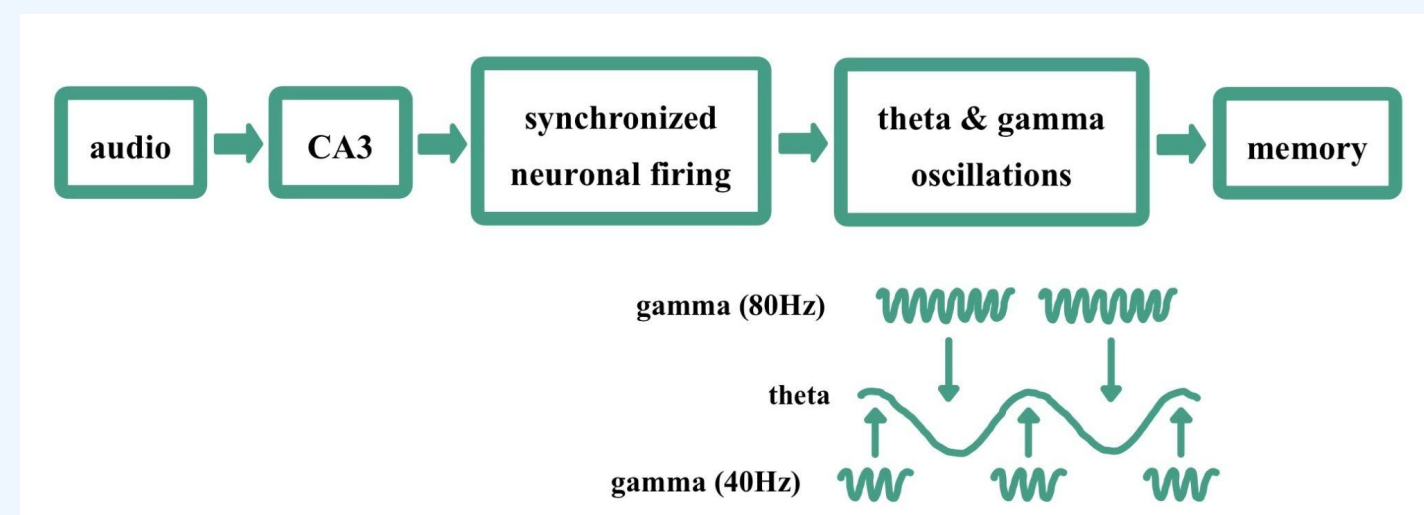 audio
CA3
synchronized
neuronal firing
theta & gamma
oscillations
memory
gamma (80Hz)
theta
gamma (40Hz)